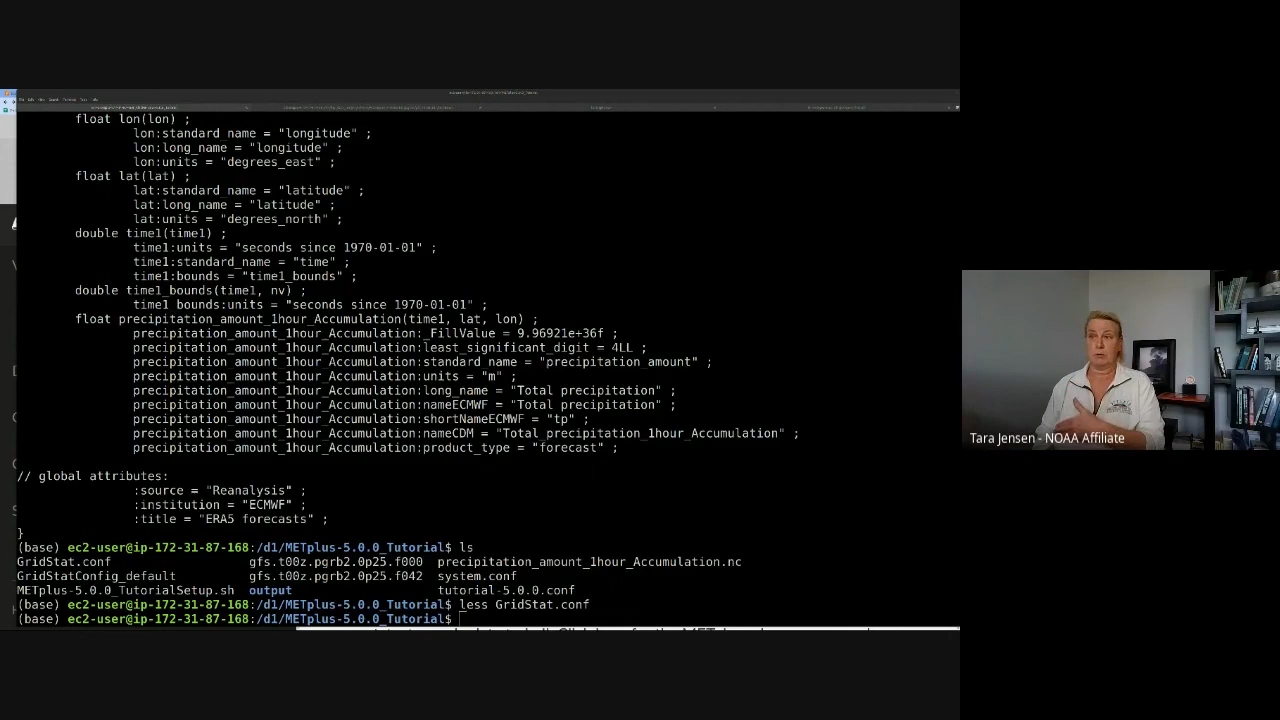 float lon(lon) ;
lon:standard_name = "longitude" ;
lon:long_name = "longitude" ;
lon:units = "degrees_east" ;
float lat(lat) ;
lat:standard_name = "latitude" ;
lat:long_name = "latitude" ;
lat:units = "degrees_north" ;
double time1(time1) ;
time1:units = "seconds since 1970-01-01" ;
time1:standard_name = "time" ;
time1:bounds = "time1_bounds" ;
double time1_bounds(time1, nv) ;
time1_bounds:units = "seconds since 1970-01-01" ;
float precipitation_amount_1hour_Accumulation(time1, lat, lon) ;
precipitation_amount_1hour_Accumulation:_FillValue = 9.96921e+36f ;
precipitation_amount_1hour_Accumulation:least_significant_digit = 4LL ;
precipitation_amount_1hour_Accumulation:standard_name = "precipitation_amount" ;
precipitation_amount_1hour_Accumulation:units = "m" ;
precipitation_amount_1hour_Accumulation:long_name = "Total precipitation" ;
precipitation_amount_1hour_Accumulation:nameECMWF = "Total precipitation" ;
precipitation_amount_1hour_Accumulation:shortNameECMWF = "tp" ;
precipitation_amount_1hour_Accumulation:nameCDM = "Total_precipitation_1hour_Accumulation" ;
precipitation_amount_1hour_Accumulation:product_type = "forecast" ;
// global attributes:
:source = "Reanalysis" ;
:institution = "ECMWF" ;
:title = "ERA5 forecasts" ;
}
(base) ec2-user@ip-172-31-87-168:/d1/METplus-5.0.0_Tutorial$ ls
GridStat.conf gfs.t00z.pgrb2.0p25.f000 precipitation_amount_1hour_Accumulation.nc
GridStatConfig_default gfs.t00z.pgrb2.0p25.f042 system.conf
METplus-5.0.0_TutorialSetup.sh output tutorial-5.0.0.conf
(base) ec2-user@ip-172-31-87-168:/d1/METplus-5.0.0_Tutorial$ less GridStat.conf
(base) ec2-user@ip-172-31-87-168:/d1/METplus-5.0.0_Tutorial$
Tara Jensen - NOAA Affiliate